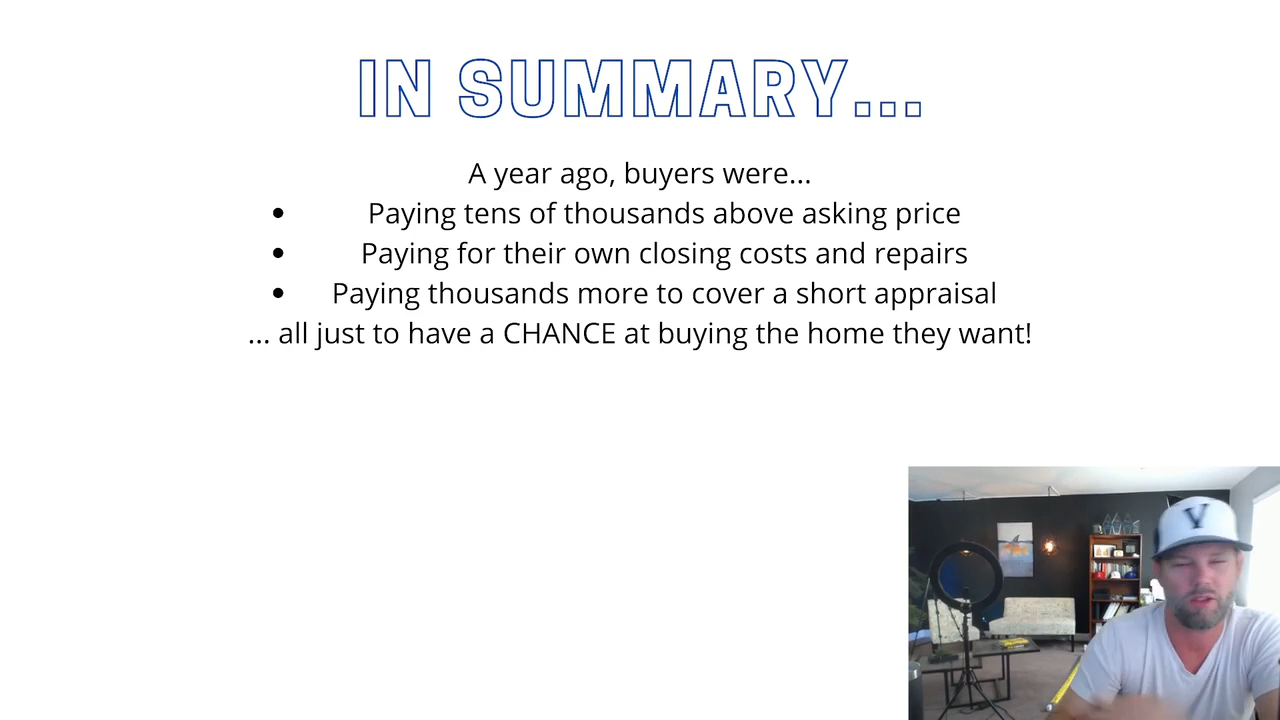 IN SUMMARY...
A year ago, buyers were...
• Paying tens of thousands above asking price
• Paying for their own closing costs and repairs
• Paying thousands more to cover a short appraisal
... all just to have a CHANCE at buying the home they want!
V